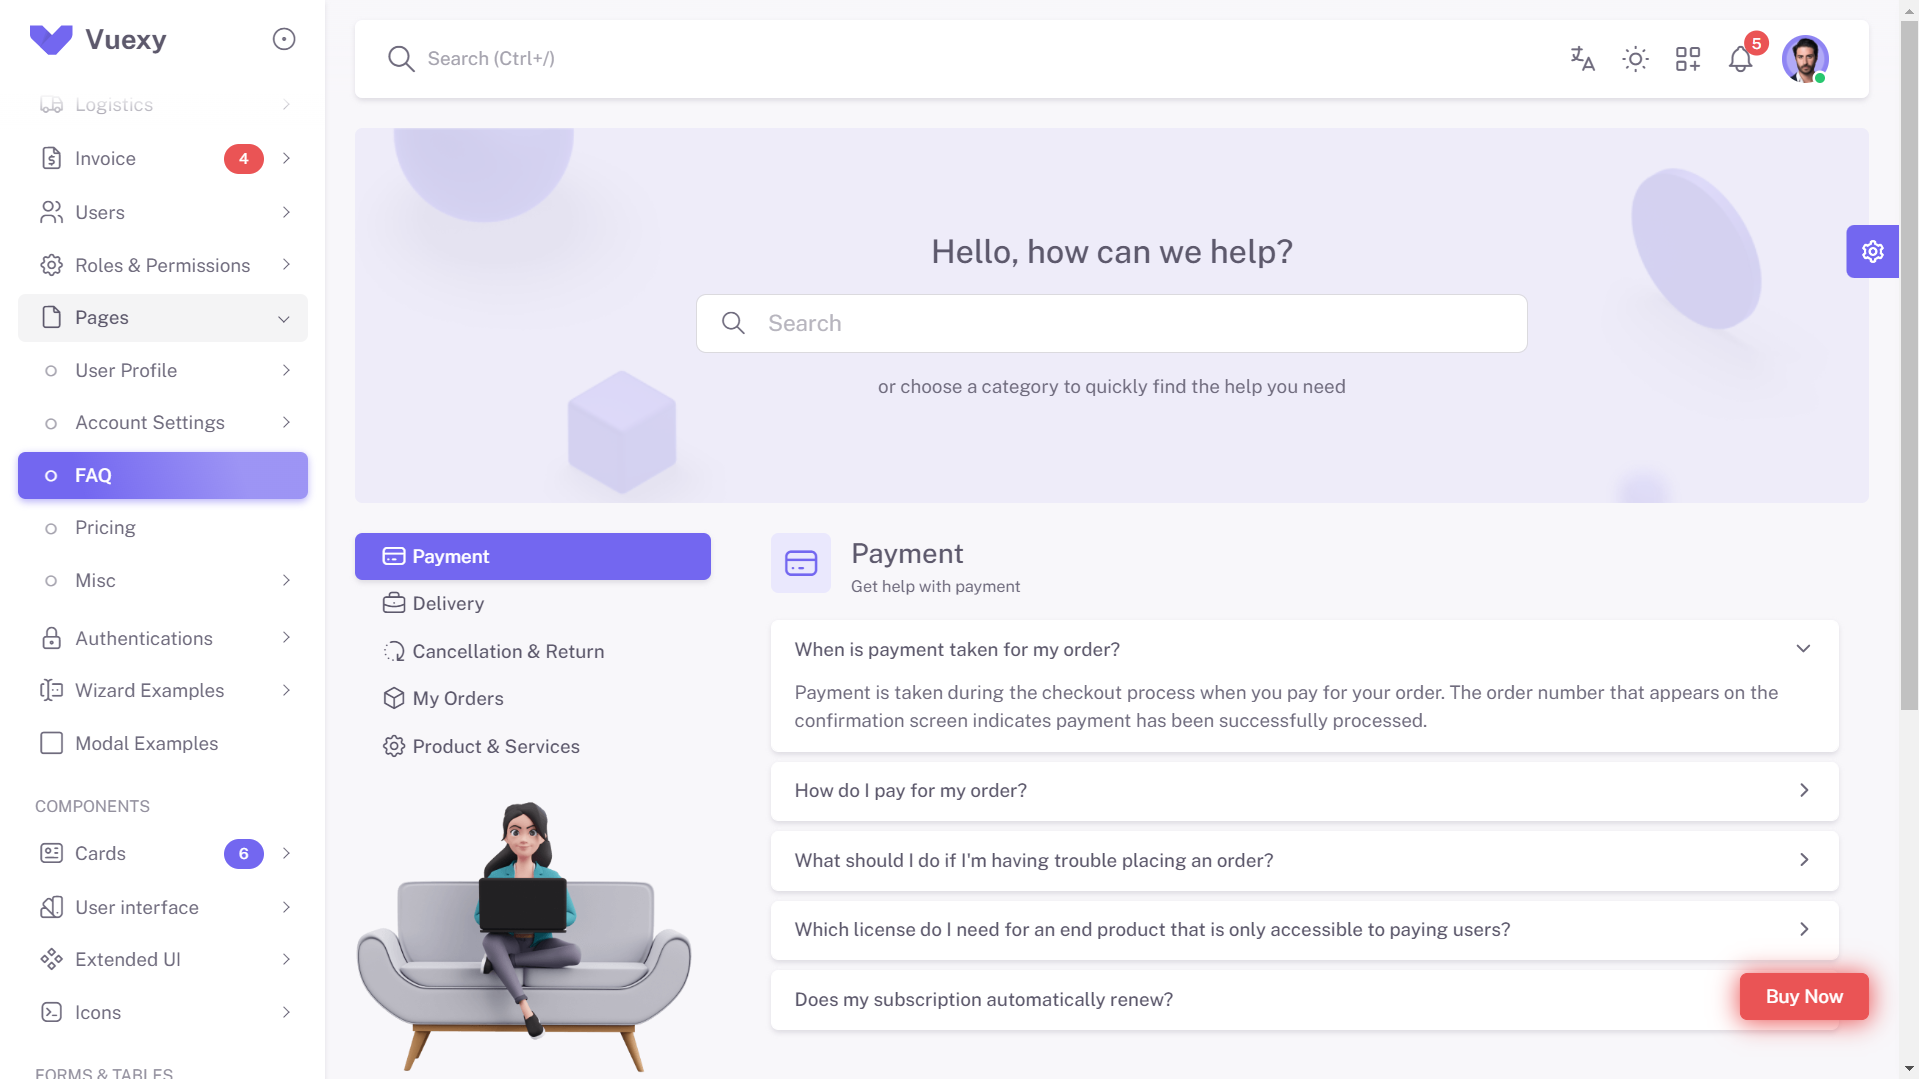 Vuexy
Logistics
Invoice 4
Users
Roles & Permissions
Pages
User Profile
Account Settings
FAQ
Pricing
Misc
Authentications
Wizard Examples
Modal Examples
COMPONENTS
Cards 6
User interface
Extended UI
Icons
FORMS & TABLES
Search (Ctrl+/)
5
Hello, how can we help?
Search
or choose a category to quickly find the help you need
Payment
Delivery
Cancellation & Return
My Orders
Product & Services
Payment
Get help with payment
When is payment taken for my order?
Payment is taken during the checkout process when you pay for your order. The order number that appears on the
confirmation screen indicates payment has been successfully processed.
How do I pay for my order?
What should I do if I'm having trouble placing an order?
Which license do I need for an end product that is only accessible to paying users?
Does my subscription automatically renew?
Buy Now